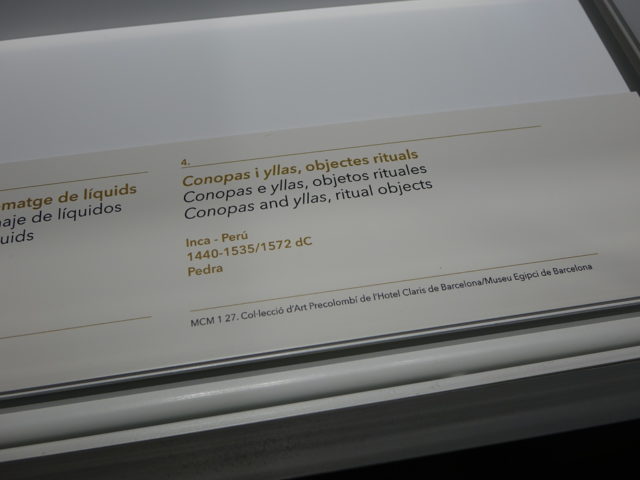 matge de líquids
aje de líquidos
uids
4.
Conopas i yllas, objectes rituals
Conopas e yllas, objetos rituales
Conopas and yllas, ritual objects
Inca - Perú
1440-1535/1572 dC
Pedra
MCM 1 27. Col·lecció d'Art Precolombí de l'Hotel Claris de Barcelona/Museu Egipci de Barcelona